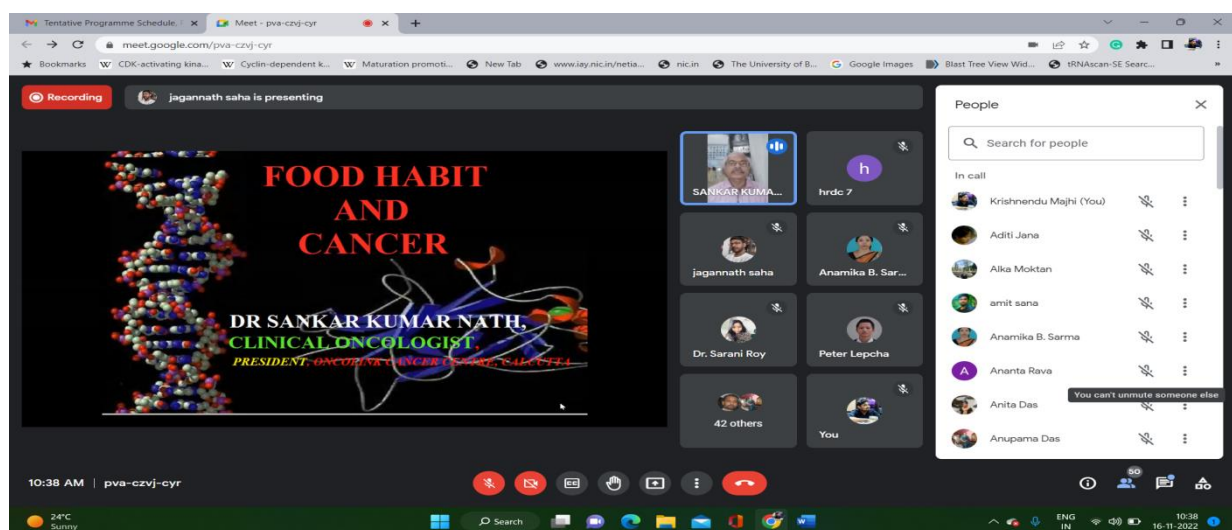 Tentative Programme Schedule.
Meet - pva-czvj-cyr
meet.google.com/pva-czvj-cyr
Bookmarks CDK-activating kina... Cyclin-dependent k... Maturation promoti... New Tab www.iay.nic.in/netia... nic.in The University of B... Google Images Blast Tree View Wid... tRNAscan-SE Searc...
Recording
jagannath saha is presenting
FOOD HABIT
AND
CANCER
DR SANKAR KUMAR NATH,
CLINICAL ONCOLOGIST,
PRESIDENT, ONCOLINK CANCER CENTRE, CALCUTTA
SANKAR KUMA...
hrdc 7
jagannath saha
Anamika B. Sar...
Dr. Sarani Roy
Peter Lepcha
42 others
You
People
Search for people
In call
Krishnendu Majhi (You)
Aditi Jana
Alka Moktan
amit sana
Anamika B. Sarma
Ananta Rava
You can't unmute someone else
Anita Das
Anupama Das
10:38 AM | pva-czvj-cyr
50
24°C
Sunny
Search
ENG
IN
10:38
16-11-2022